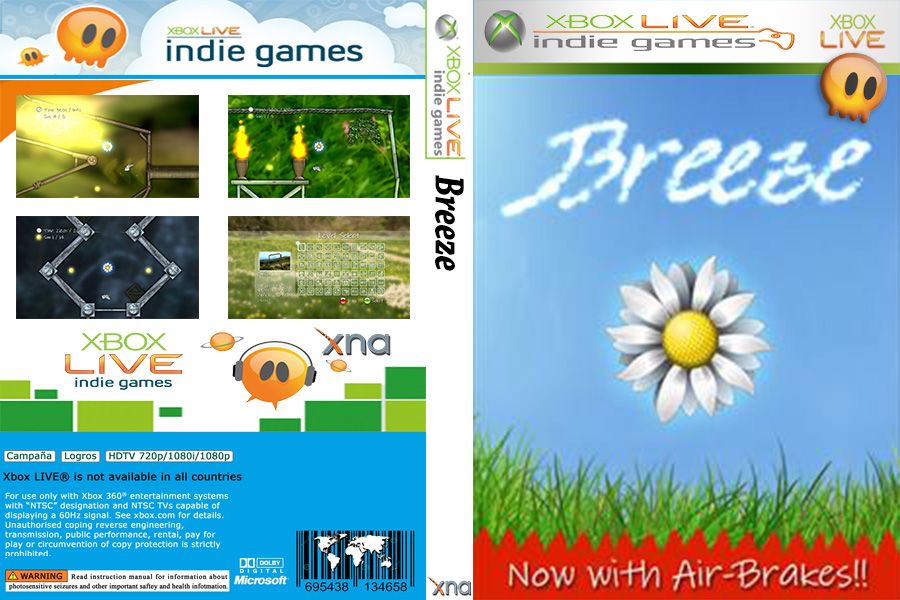 XBOX LIVE
indie games
Level Select
XBOX
LIVE
indie games
xna
Campaña Logros HDTV 720p/1080i/1080p
Xbox LIVE® is not available in all countries
For use only with Xbox 360® entertainment systems
with “NTSC” designation and NTSC TVs capable of
displaying a 60Hz signal. See xbox.com for details.
Unauthorised coping reverse engineering,
transmission, public performance, rental, pay for
play or circumvention of copy protection is strictly
prohibited.
WARNING Read instruction manual for information about
photosensitive seizures and other important saftey and health information.
DOLBY
DIGITAL
Microsoft
695438 134658
XBOX LIVE
indie games
Breeze
xna
XBOX LIVE
indie games
XBOX
LIVE
Breeze
Now with Air-Brakes!!